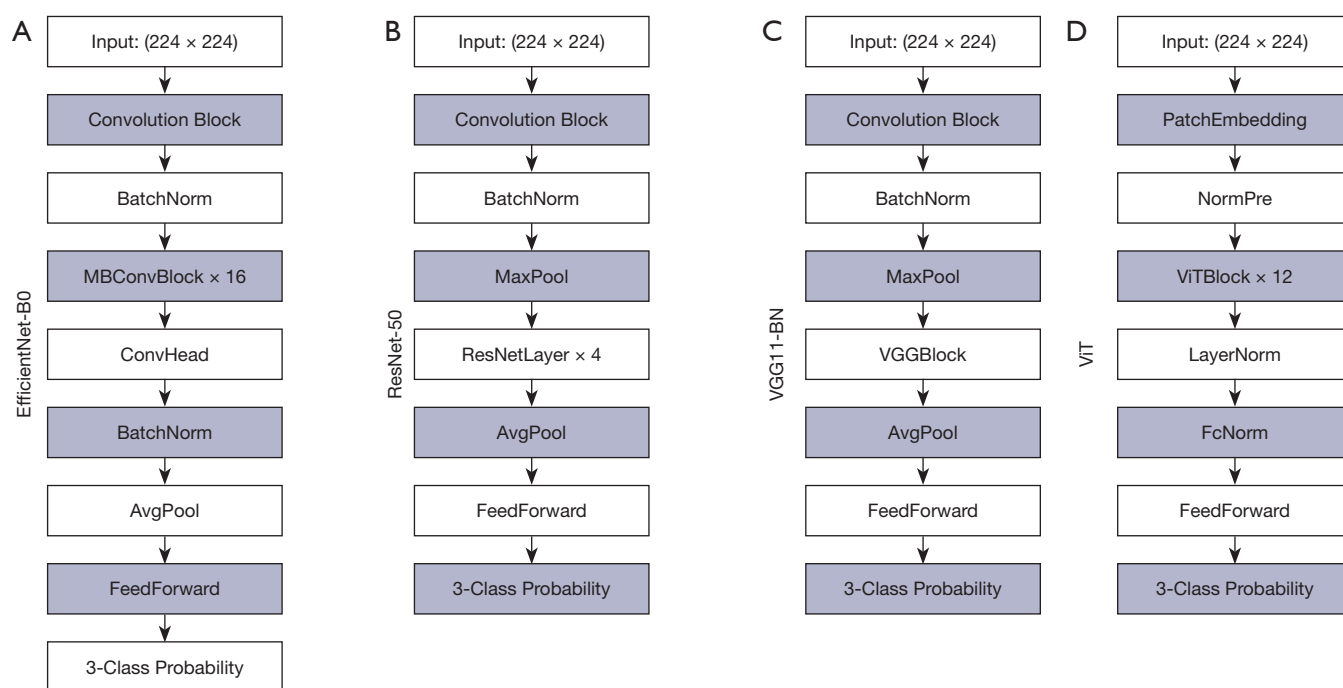 A
Input: (224 × 224)
Convolution Block
BatchNorm
MBConvBlock × 16
ConvHead
BatchNorm
AvgPool
FeedForward
3-Class Probability
EfficientNet-B0
B
Input: (224 × 224)
Convolution Block
BatchNorm
MaxPool
ResNetLayer × 4
AvgPool
FeedForward
3-Class Probability
ResNet-50
C
Input: (224 × 224)
Convolution Block
BatchNorm
MaxPool
VGGBlock
AvgPool
FeedForward
3-Class Probability
VGG11-BN
D
Input: (224 × 224)
PatchEmbedding
NormPre
ViTBlock × 12
LayerNorm
FcNorm
FeedForward
3-Class Probability
ViT